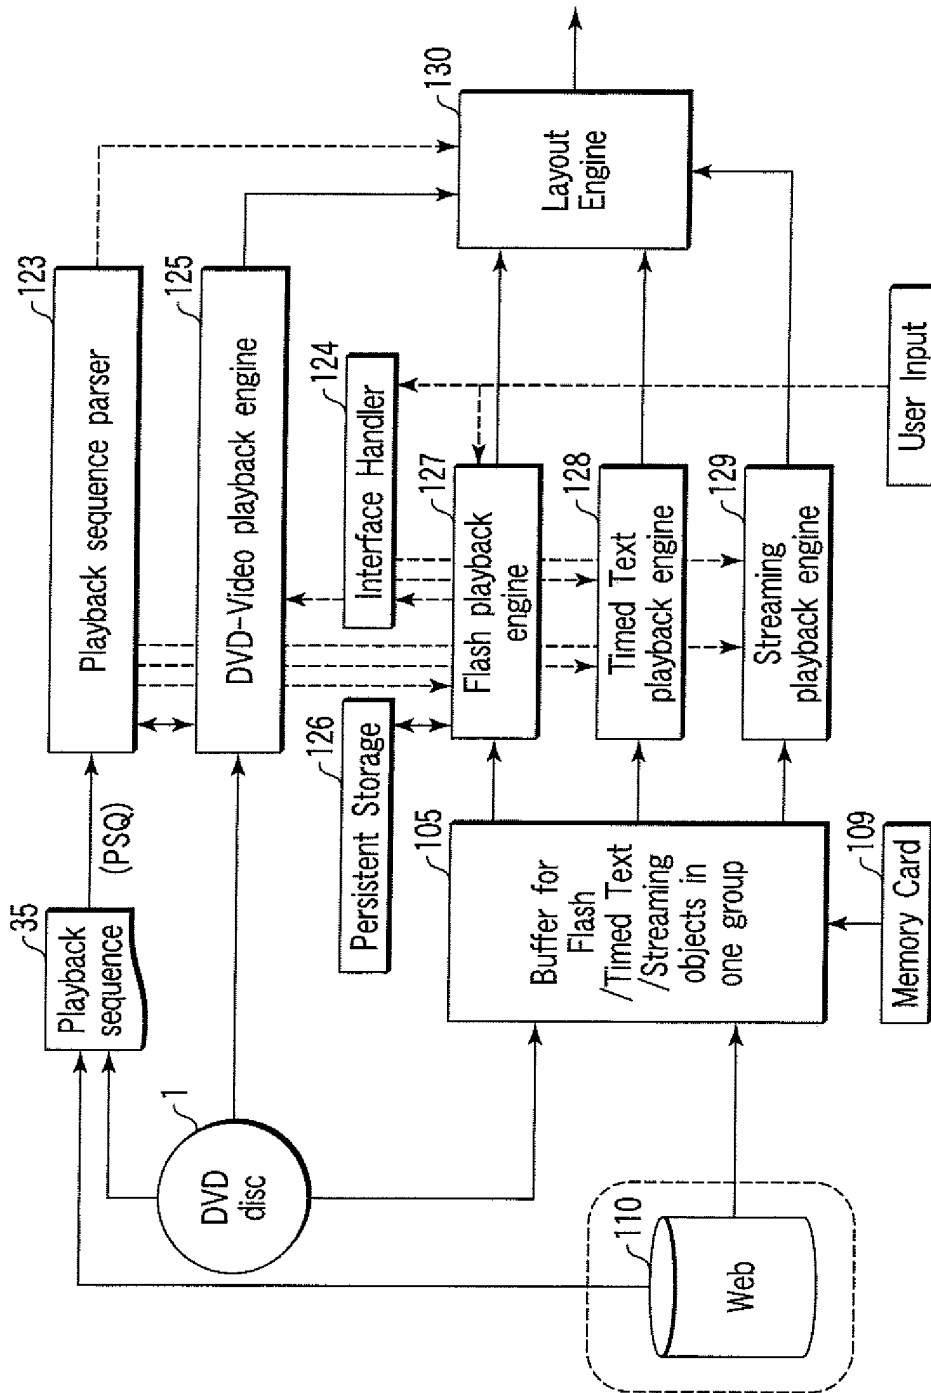 35
Playback
sequence
(PSQ)
123
Playback sequence parser
125
DVD-Video playback engine
1
DVD
disc
126
Persistent Storage
124
Interface Handler
130
Layout
Engine
105
Buffer for
Flash
/Timed Text
/Streaming
objects in
one group
127
Flash playback
engine
128
Timed Text
playback engine
129
Streaming
playback engine
110
Web
109
Memory Card
User Input